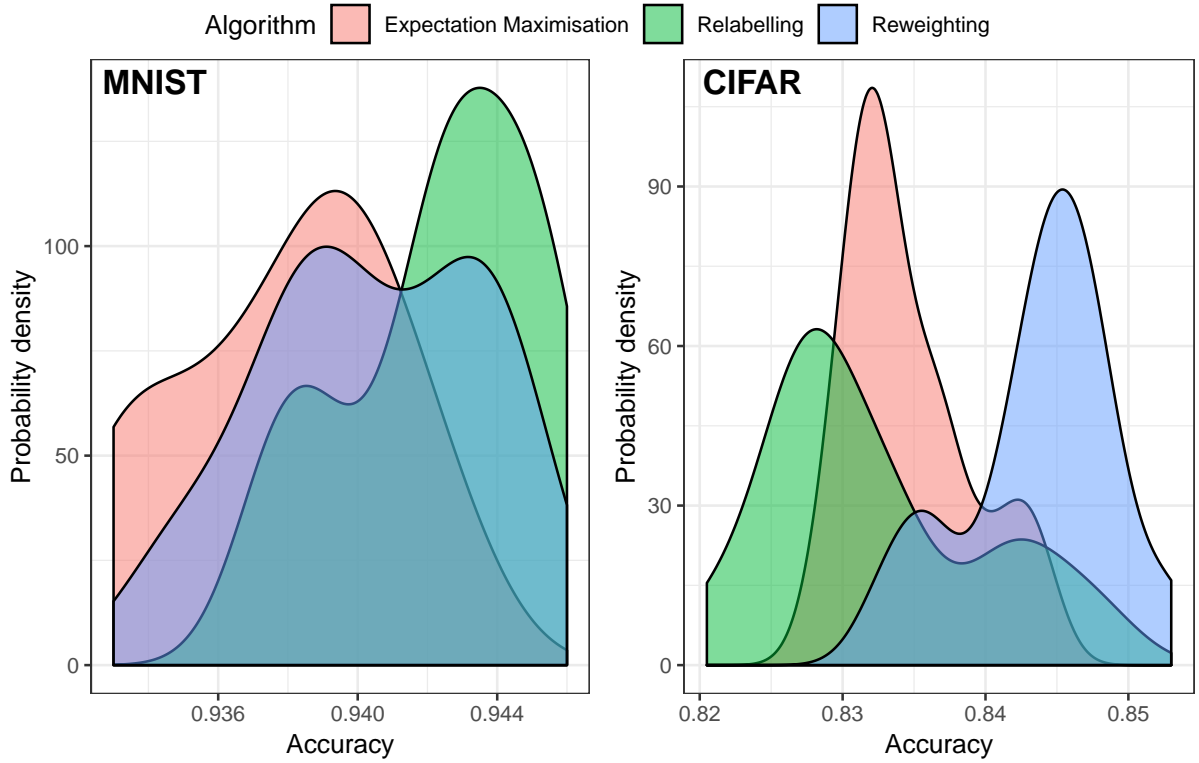 Algorithm Expectation Maximisation Relabelling Reweighting
MNIST
Probability density
100
50
0
0.936 0.940 0.944
Accuracy
CIFAR
Probability density
90
60
30
0
0.82 0.83 0.84 0.85
Accuracy